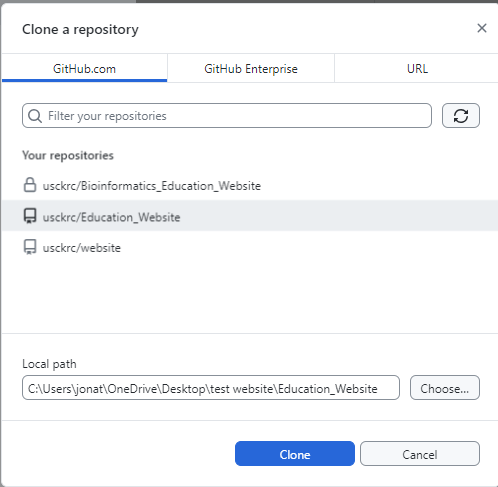 Clone a repository
GitHub.com
GitHub Enterprise
URL
Filter your repositories
Your repositories
usckrc/Bioinformatics_Education_Website
usckrc/Education_Website
usckrc/website
Local path
C:\Users\jonat\OneDrive\Desktop\test website\Education_Website
Choose...
Clone
Cancel